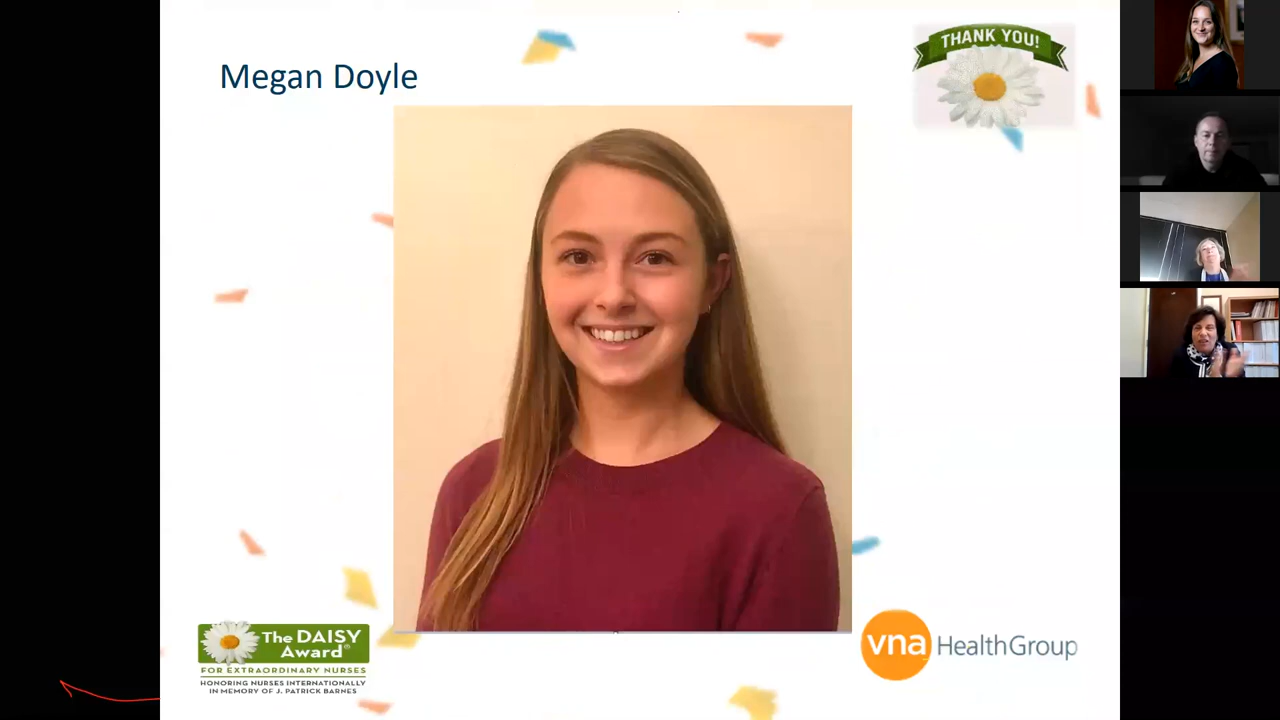 THANK YOU!
Megan Doyle
The DAISY
Award®
FOR EXTRAORDINARY NURSES
HONORING NURSES INTERNATIONALLY
IN MEMORY OF J. PATRICK BARNES
vna HealthGroup